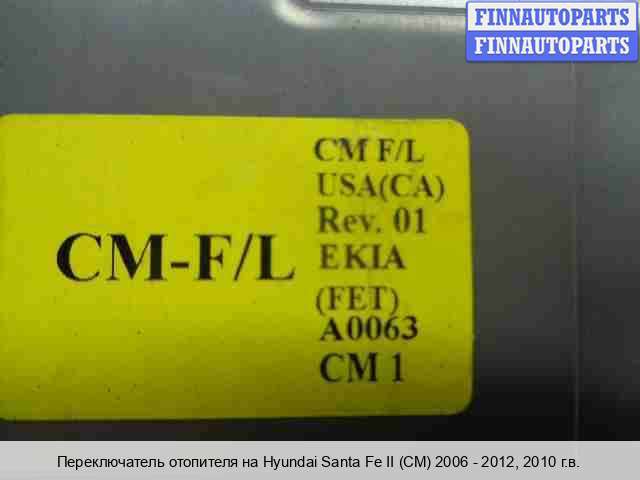 FINNAUTOPARTS
FINNAUTOPARTS
CM-F/L
CM F/L
USA(CA)
Rev. 01
EKIA
(FET)
A0063
CM 1
Переключатель отопителя на Hyundai Santa Fe II (CM) 2006 - 2012, 2010 г.в.